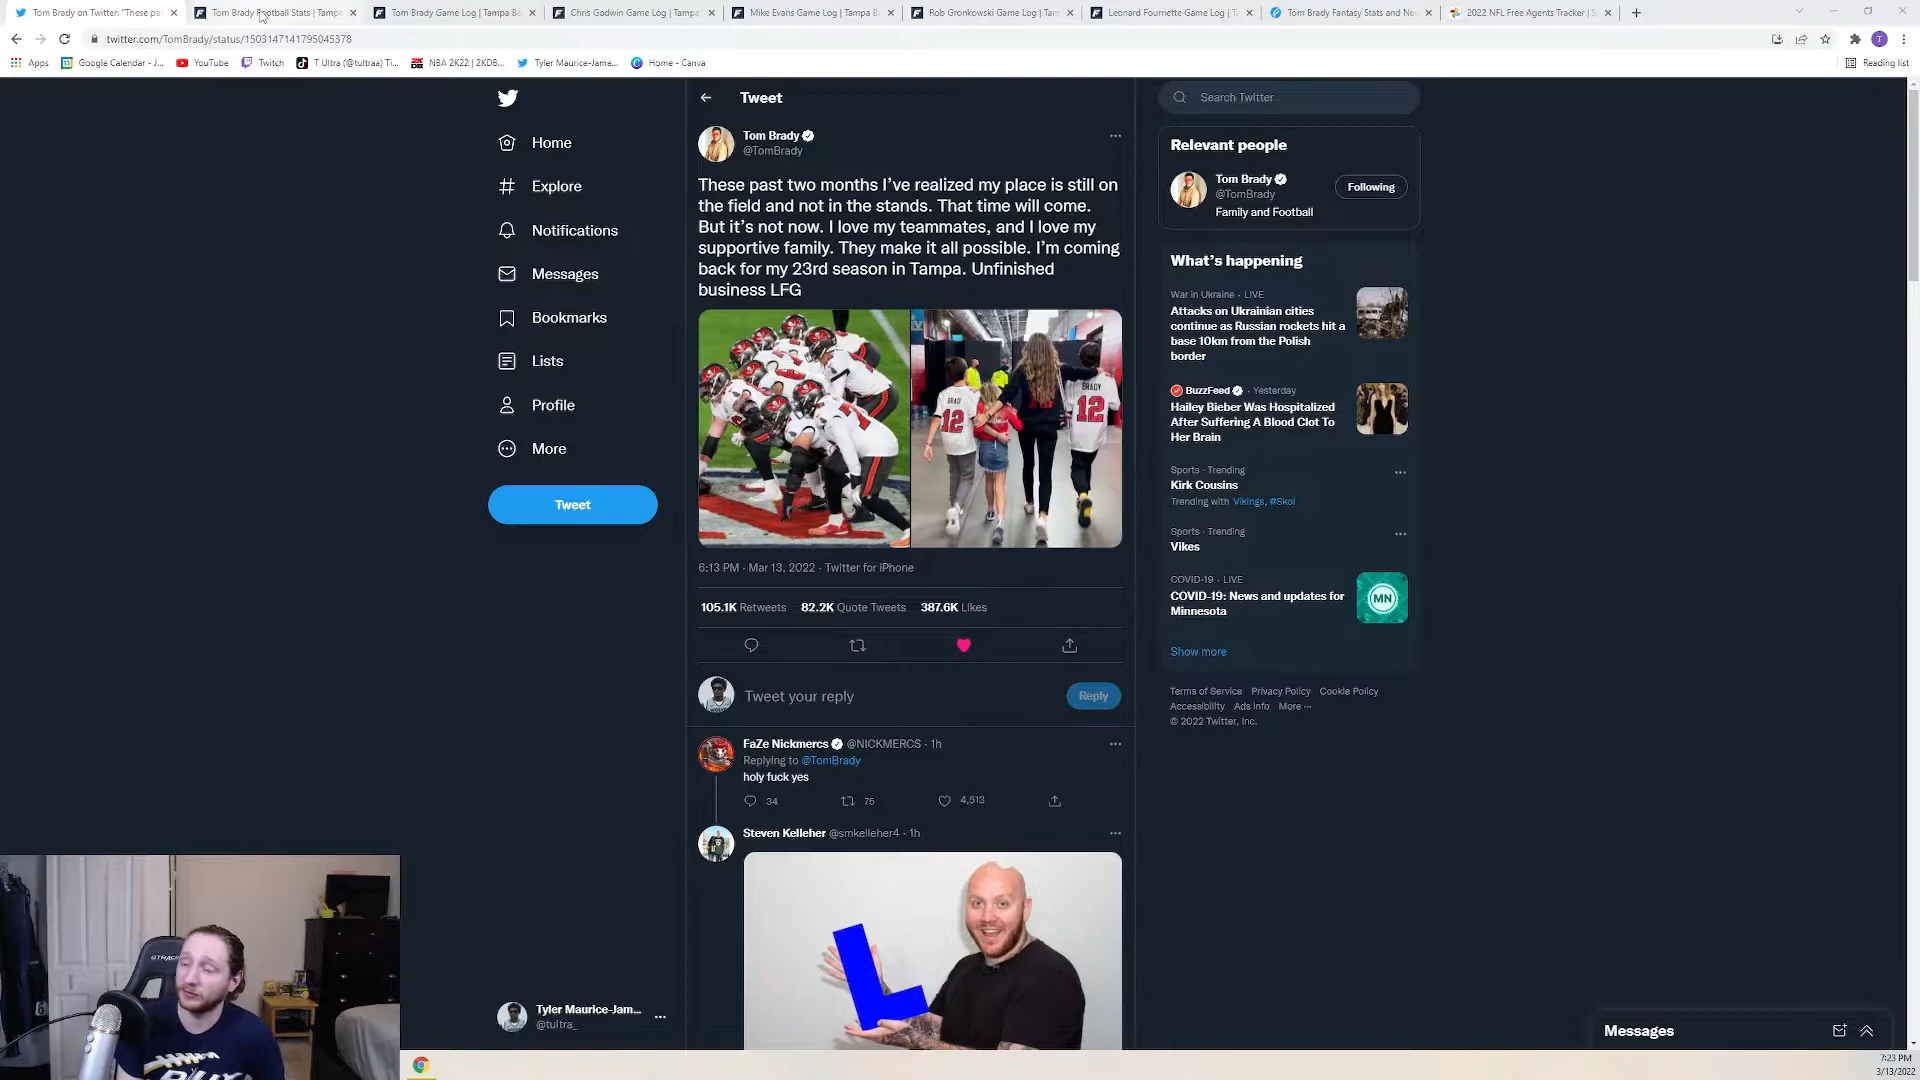 Tom Brady on Twitter: "These pa
Tom Brady Football Stats | Tampa
Tom Brady Game Log | Tampa Ba
Chris Godwin Game Log | Tampa
Mike Evans Game Log | Tampa B
Rob Gronkowski Game Log | Tam
Leonard Fournette Game Log | Ta
Tom Brady Fantasy Stats and Ne
2022 NFL Free Agents Tracker | S
twitter.com/TomBrady/status/1503147141795045378
T
Apps
Google Calendar - J...
YouTube
Twitch
T Ultra (@tultraa) Ti...
NBA 2K22 | 2KDB...
Tyler Maurice-Jame...
Home - Canva
Reading list
Home
Explore
Notifications
Messages
Bookmarks
Lists
Profile
More
Tweet
Tyler Maurice-Jam...
@tultra_
Tweet
Tom Brady
@TomBrady
These past two months I've realized my place is still on
the field and not in the stands. That time will come.
But it's not now. I love my teammates, and I love my
supportive family. They make it all possible. I'm coming
back for my 23rd season in Tampa. Unfinished
business LFG
BRADY
12
BRADY
12
6:13 PM · Mar 13, 2022 · Twitter for iPhone
105.1K Retweets 82.2K Quote Tweets 387.6K Likes
Tweet your reply
Reply
FaZe Nickmercs @NICKMERCS · 1h
Replying to @TomBrady
holy fuck yes
34 75 4,513
Steven Kelleher @smkelleher4 · 1h
Search Twitter
Relevant people
Tom Brady
@TomBrady
Following
Family and Football
What's happening
War in Ukraine · LIVE
Attacks on Ukrainian cities
continue as Russian rockets hit a
base 10km from the Polish
border
BuzzFeed · Yesterday
Hailey Bieber Was Hospitalized
After Suffering A Blood Clot To
Her Brain
Sports · Trending
Kirk Cousins
Trending with Vikings, #Skol
Sports · Trending
Vikes
COVID-19 · LIVE
COVID-19: News and updates for
Minnesota
MN
Show more
Terms of Service Privacy Policy Cookie Policy
Accessibility Ads info More ...
© 2022 Twitter, Inc.
Messages
GTRACING
7:23 PM
3/13/2022